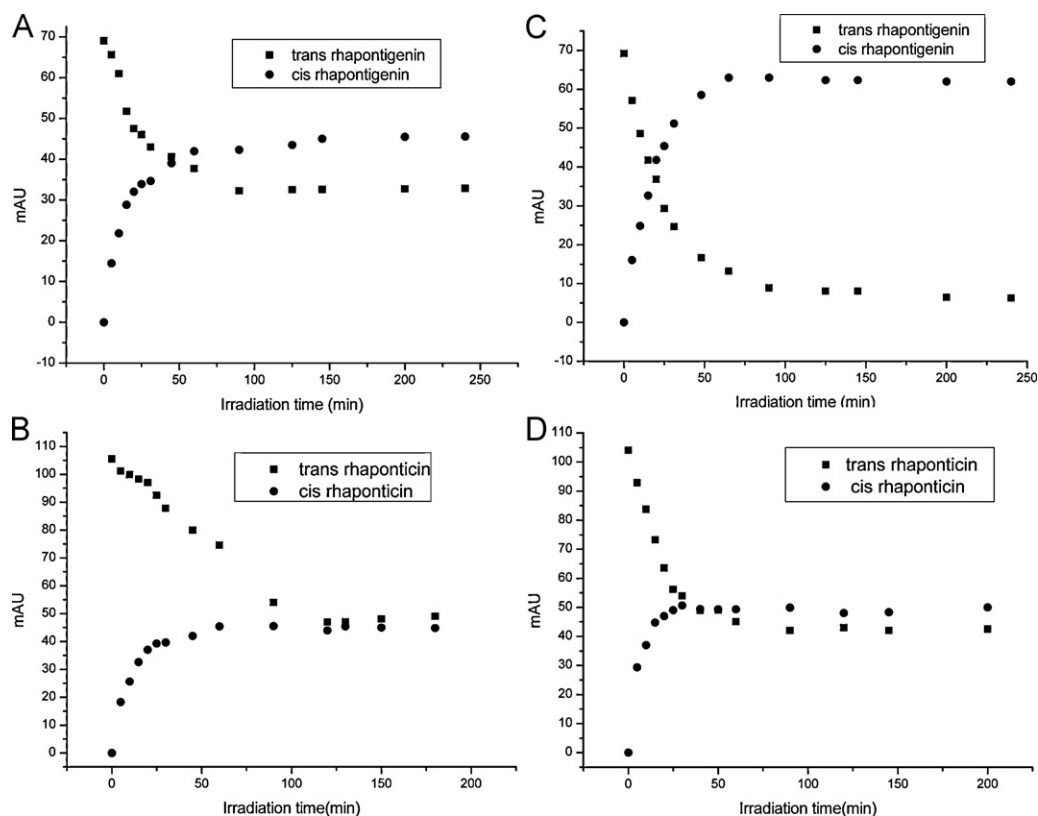 A
70
60
50
40
30
20
10
0
-10
mAU
trans rhapontigenin
cis rhapontigenin
0 50 100 150 200 250
Irradiation time (min)
C
70
60
50
40
30
20
10
0
-10
mAU
trans rhapontigenin
cis rhapontigenin
0 50 100 150 200 250
Irradiation time (min)
B
110
100
90
80
70
60
50
40
30
20
10
0
mAU
trans rhaponticin
cis rhaponticin
0 50 100 150 200
Irradiation time(min)
D
110
100
90
80
70
60
50
40
30
20
10
0
mAU
trans rhaponticin
cis rhaponticin
0 50 100 150 200
Irradiation time(min)